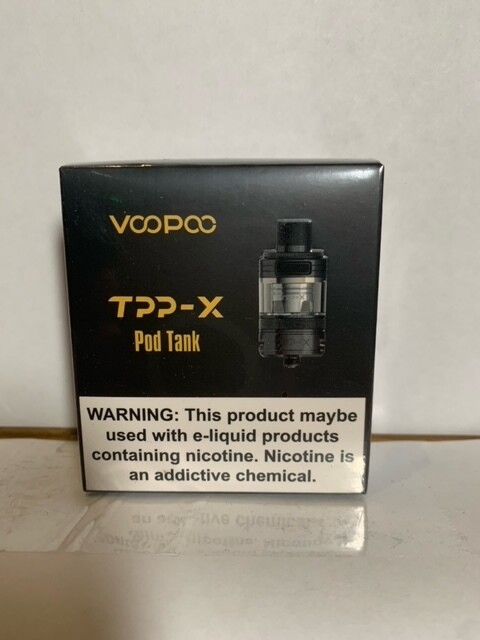 VOOPOO
TPP-X
Pod Tank
WARNING: This product maybe
used with e-liquid products
containing nicotine. Nicotine is
an addictive chemical.